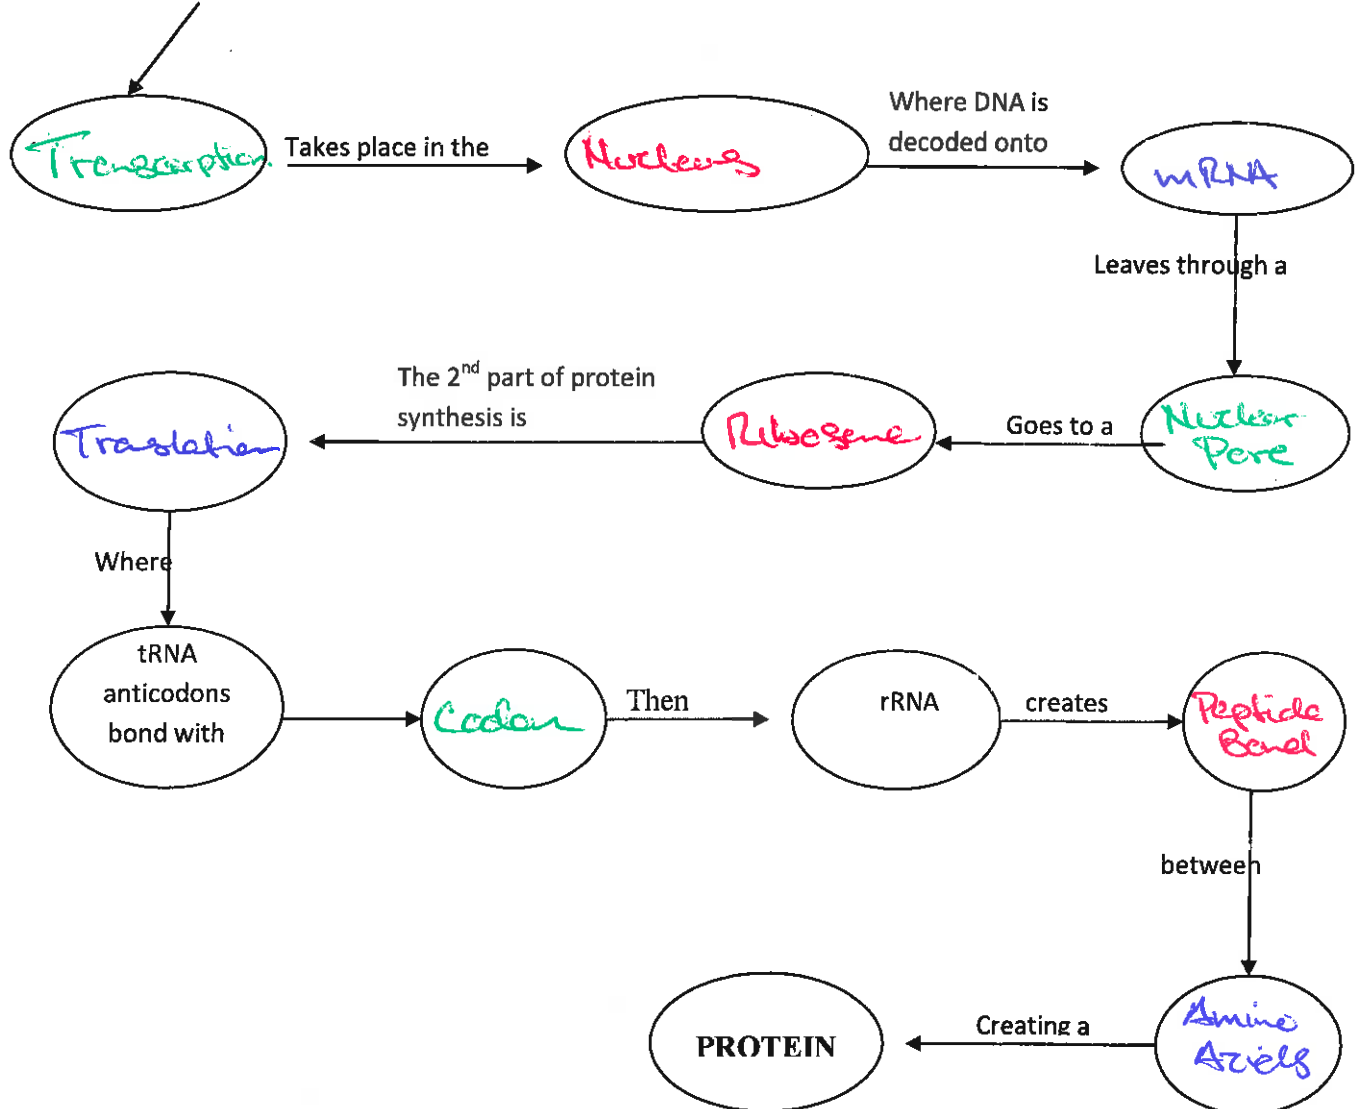 Transcription
Takes place in the
Nucleus
Where DNA is
decoded onto
mRNA
Leaves through a
Nuclear
Pore
Goes to a
Ribosome
The 2nd part of protein
synthesis is
Traslation
Where
tRNA
anticodons
bond with
Codon
Then
rRNA
creates
Peptide
Bond
between
Amino
Acids
Creating a
PROTEIN